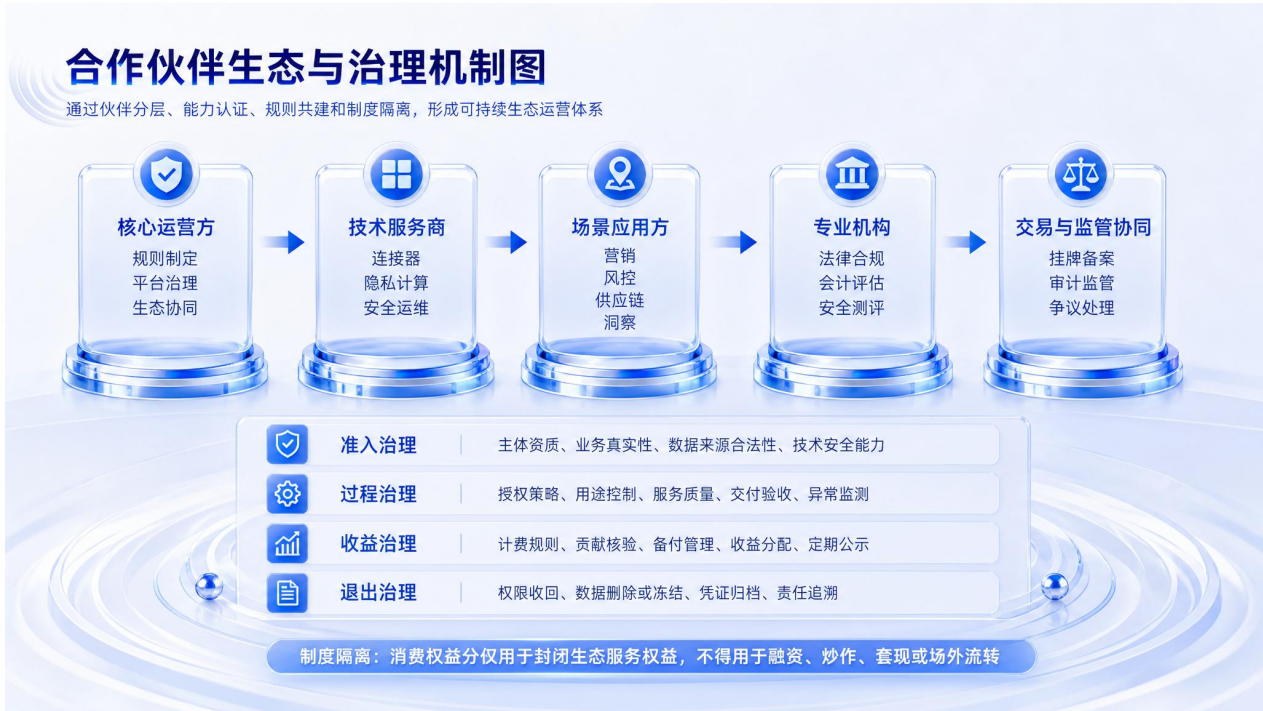 合作伙伴生态与治理机制图
通过伙伴分层、能力认证、规则共建和制度隔离，形成可持续生态运营体系
核心运营方
规则制定
平台治理
生态协同
技术服务商
连接器
隐私计算
安全运维
场景应用方
营销
风控
供应链
洞察
专业机构
法律合规
会计评估
安全测评
交易与监管协同
挂牌备案
审计监管
争议处理
准入治理
主体资质、业务真实性、数据来源合法性、技术安全能力
过程治理
授权策略、用途控制、服务质量、交付验收、异常监测
收益治理
计费规则、贡献核验、备付管理、收益分配、定期公示
退出治理
权限收回、数据删除或冻结、凭证归档、责任追溯
制度隔离：消费权益分仅用于封闭生态服务权益，不得用于融资、炒作、套现或场外流转